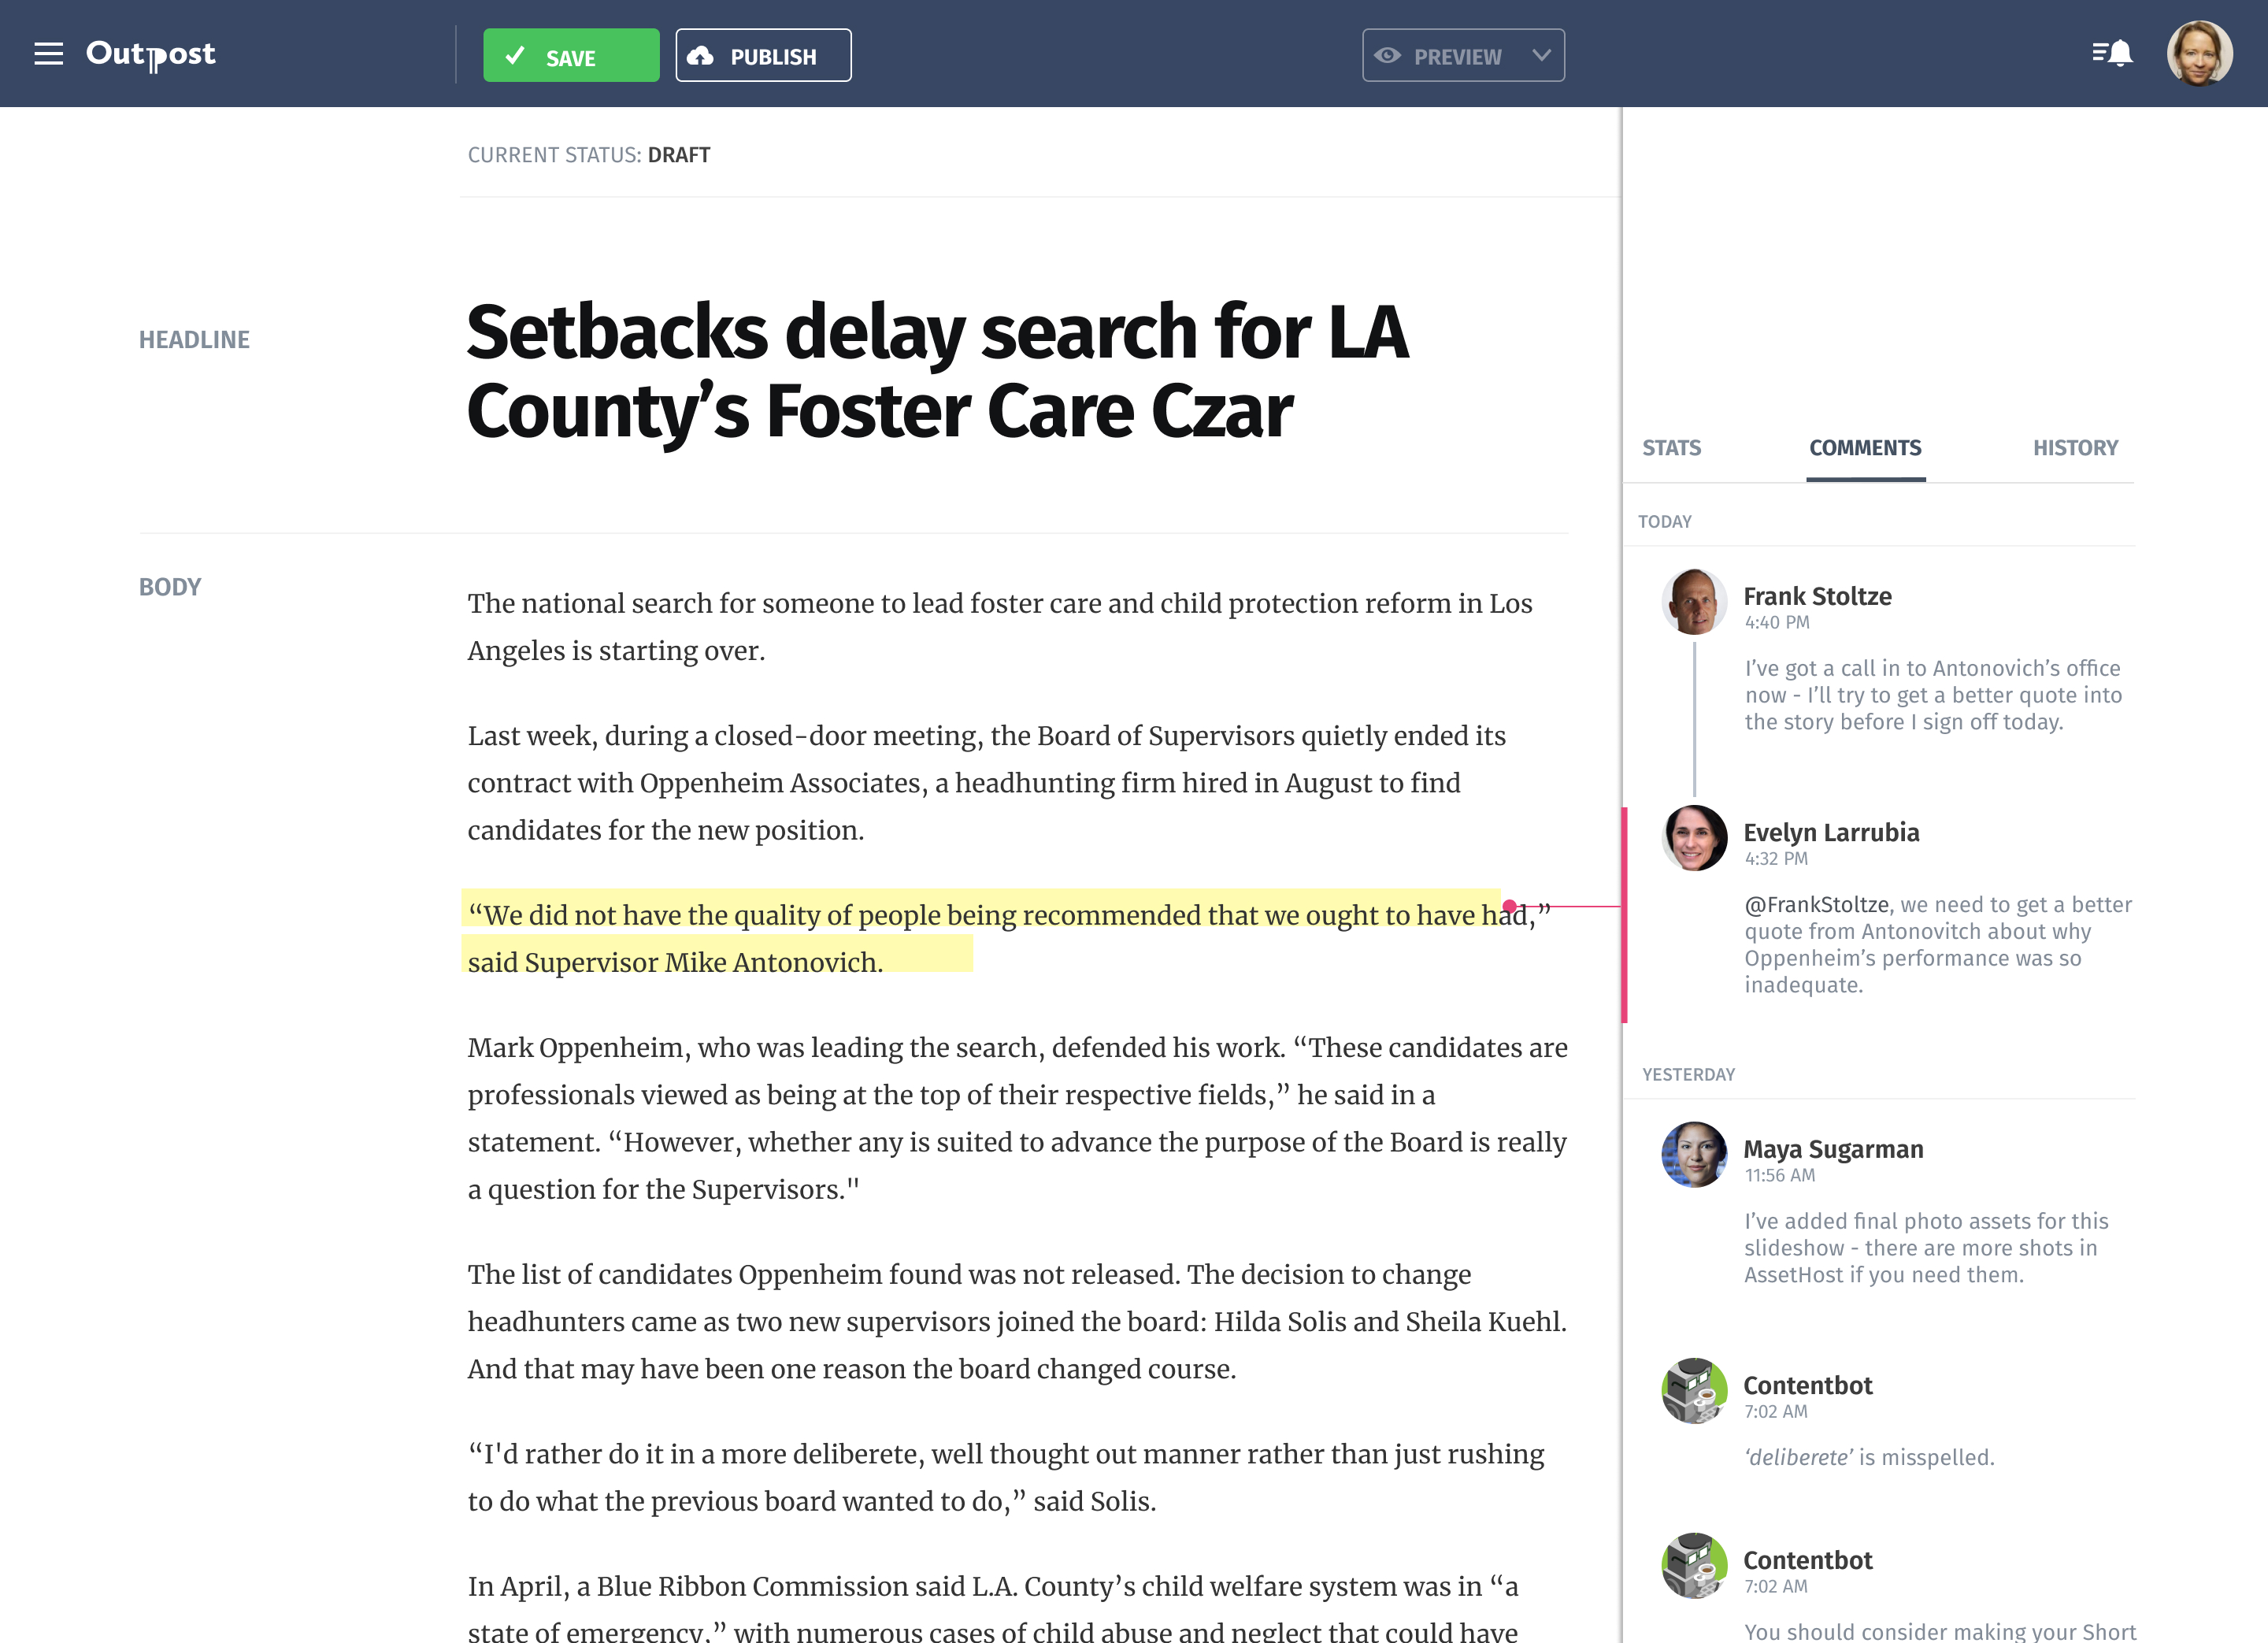 Outpost
SAVE
PUBLISH
PREVIEW
CURRENT STATUS: DRAFT
HEADLINE
Setbacks delay search for LA
County’s Foster Care Czar
BODY
The national search for someone to lead foster care and child protection reform in Los
Angeles is starting over.
Last week, during a closed-door meeting, the Board of Supervisors quietly ended its
contract with Oppenheim Associates, a headhunting firm hired in August to find
candidates for the new position.
“We did not have the quality of people being recommended that we ought to have had,”
said Supervisor Mike Antonovich.
Mark Oppenheim, who was leading the search, defended his work. “These candidates are
professionals viewed as being at the top of their respective fields,” he said in a
statement. “However, whether any is suited to advance the purpose of the Board is really
a question for the Supervisors."
The list of candidates Oppenheim found was not released. The decision to change
headhunters came as two new supervisors joined the board: Hilda Solis and Sheila Kuehl.
And that may have been one reason the board changed course.
“I'd rather do it in a more deliberete, well thought out manner rather than just rushing
to do what the previous board wanted to do,” said Solis.
In April, a Blue Ribbon Commission said L.A. County’s child welfare system was in “a
state of emergency,” with numerous cases of child abuse and neglect that could have
STATS
COMMENTS
HISTORY
TODAY
Frank Stoltze
4:40 PM
I’ve got a call in to Antonovich’s office
now - I’ll try to get a better quote into
the story before I sign off today.
Evelyn Larrubia
4:32 PM
@FrankStoltze, we need to get a better
quote from Antonovitch about why
Oppenheim’s performance was so
inadequate.
YESTERDAY
Maya Sugarman
11:56 AM
I’ve added final photo assets for this
slideshow - there are more shots in
AssetHost if you need them.
Contentbot
7:02 AM
‘deliberete’ is misspelled.
Contentbot
7:02 AM
You should consider making your Short